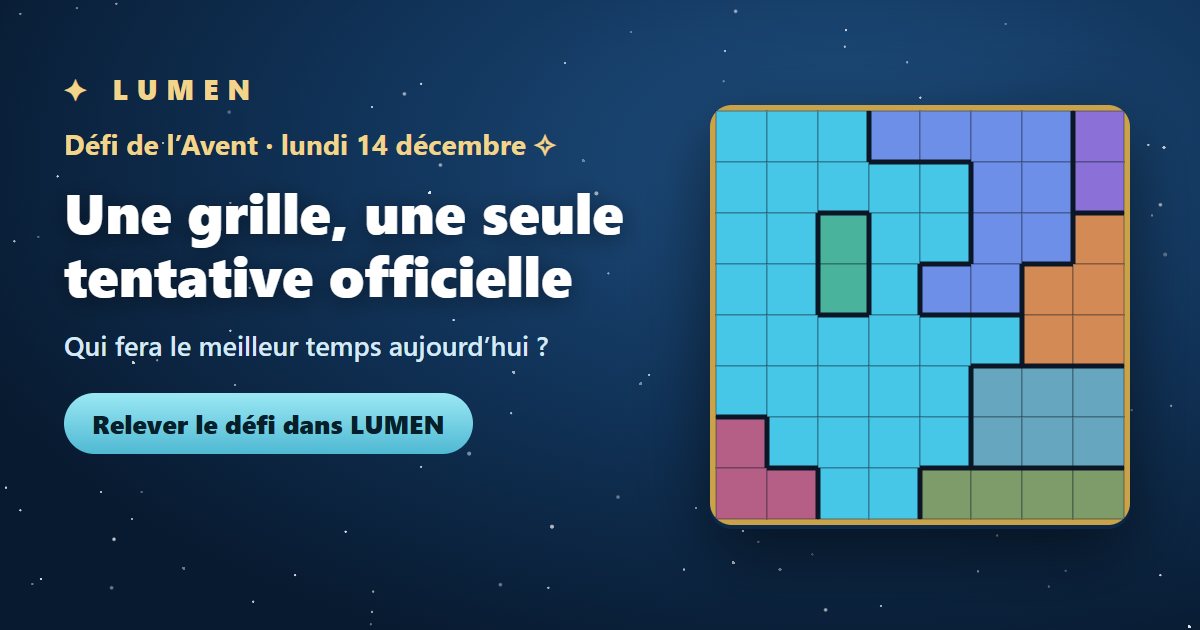 ✦ LUMEN
Défi de l’Avent · lundi 14 décembre ✧
Une grille, une seule
tentative officielle
Qui fera le meilleur temps aujourd’hui ?
Relever le défi dans LUMEN